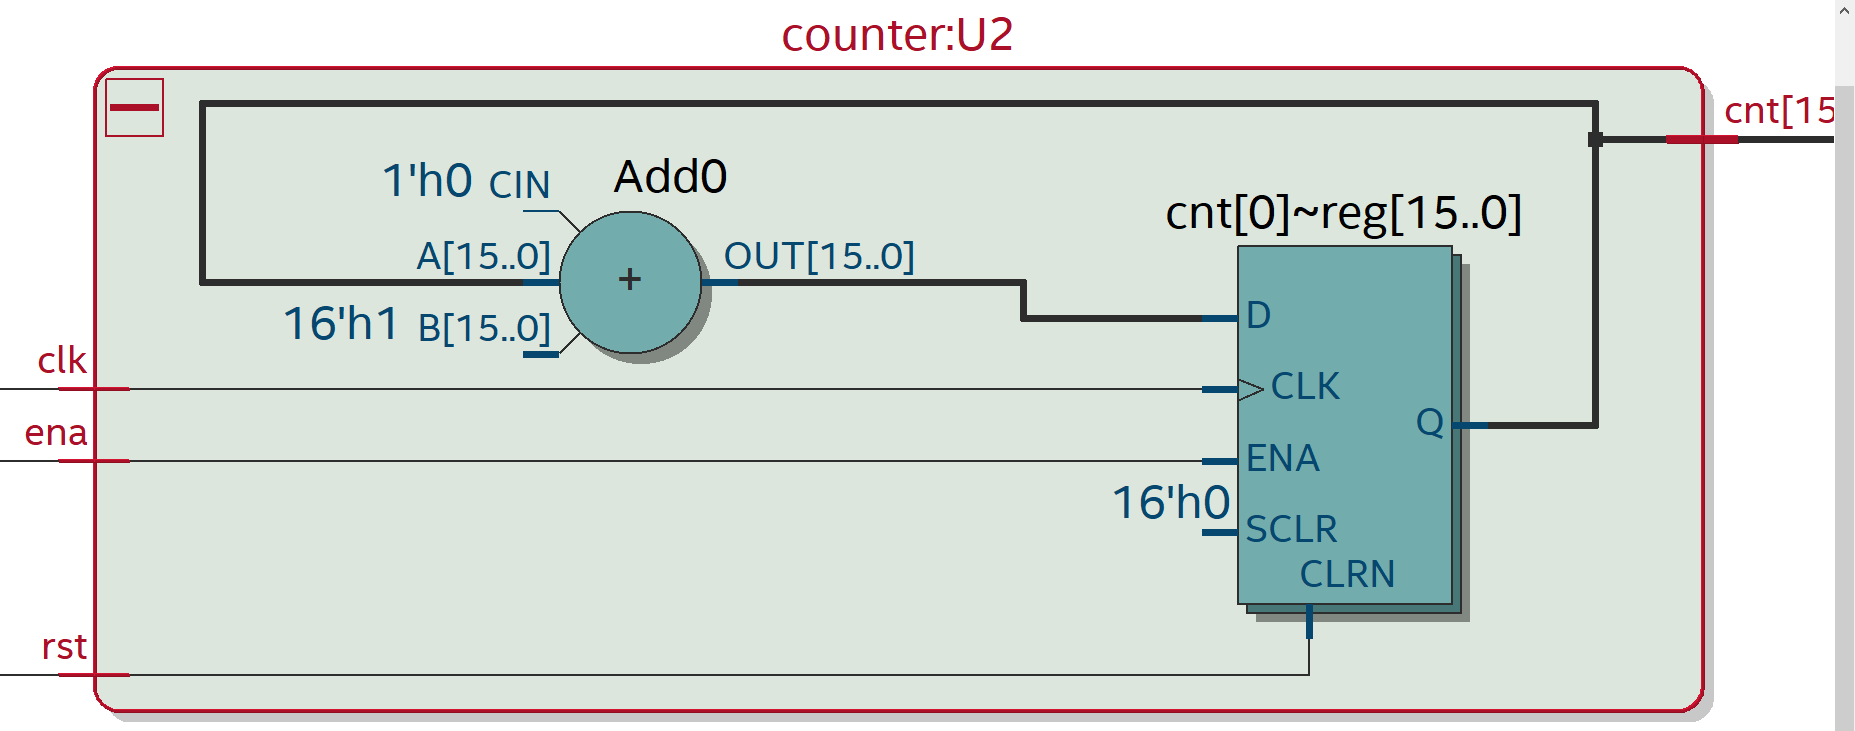 counter:U2
cnt[15
1'h0 CIN
Add0
cnt[0]~reg[15..0]
A[15..0]
OUT[15..0]
+
16'h1 B[15..0]
D
clk
CLK
Q
ena
ENA
16'h0
SCLR
CLRN
rst